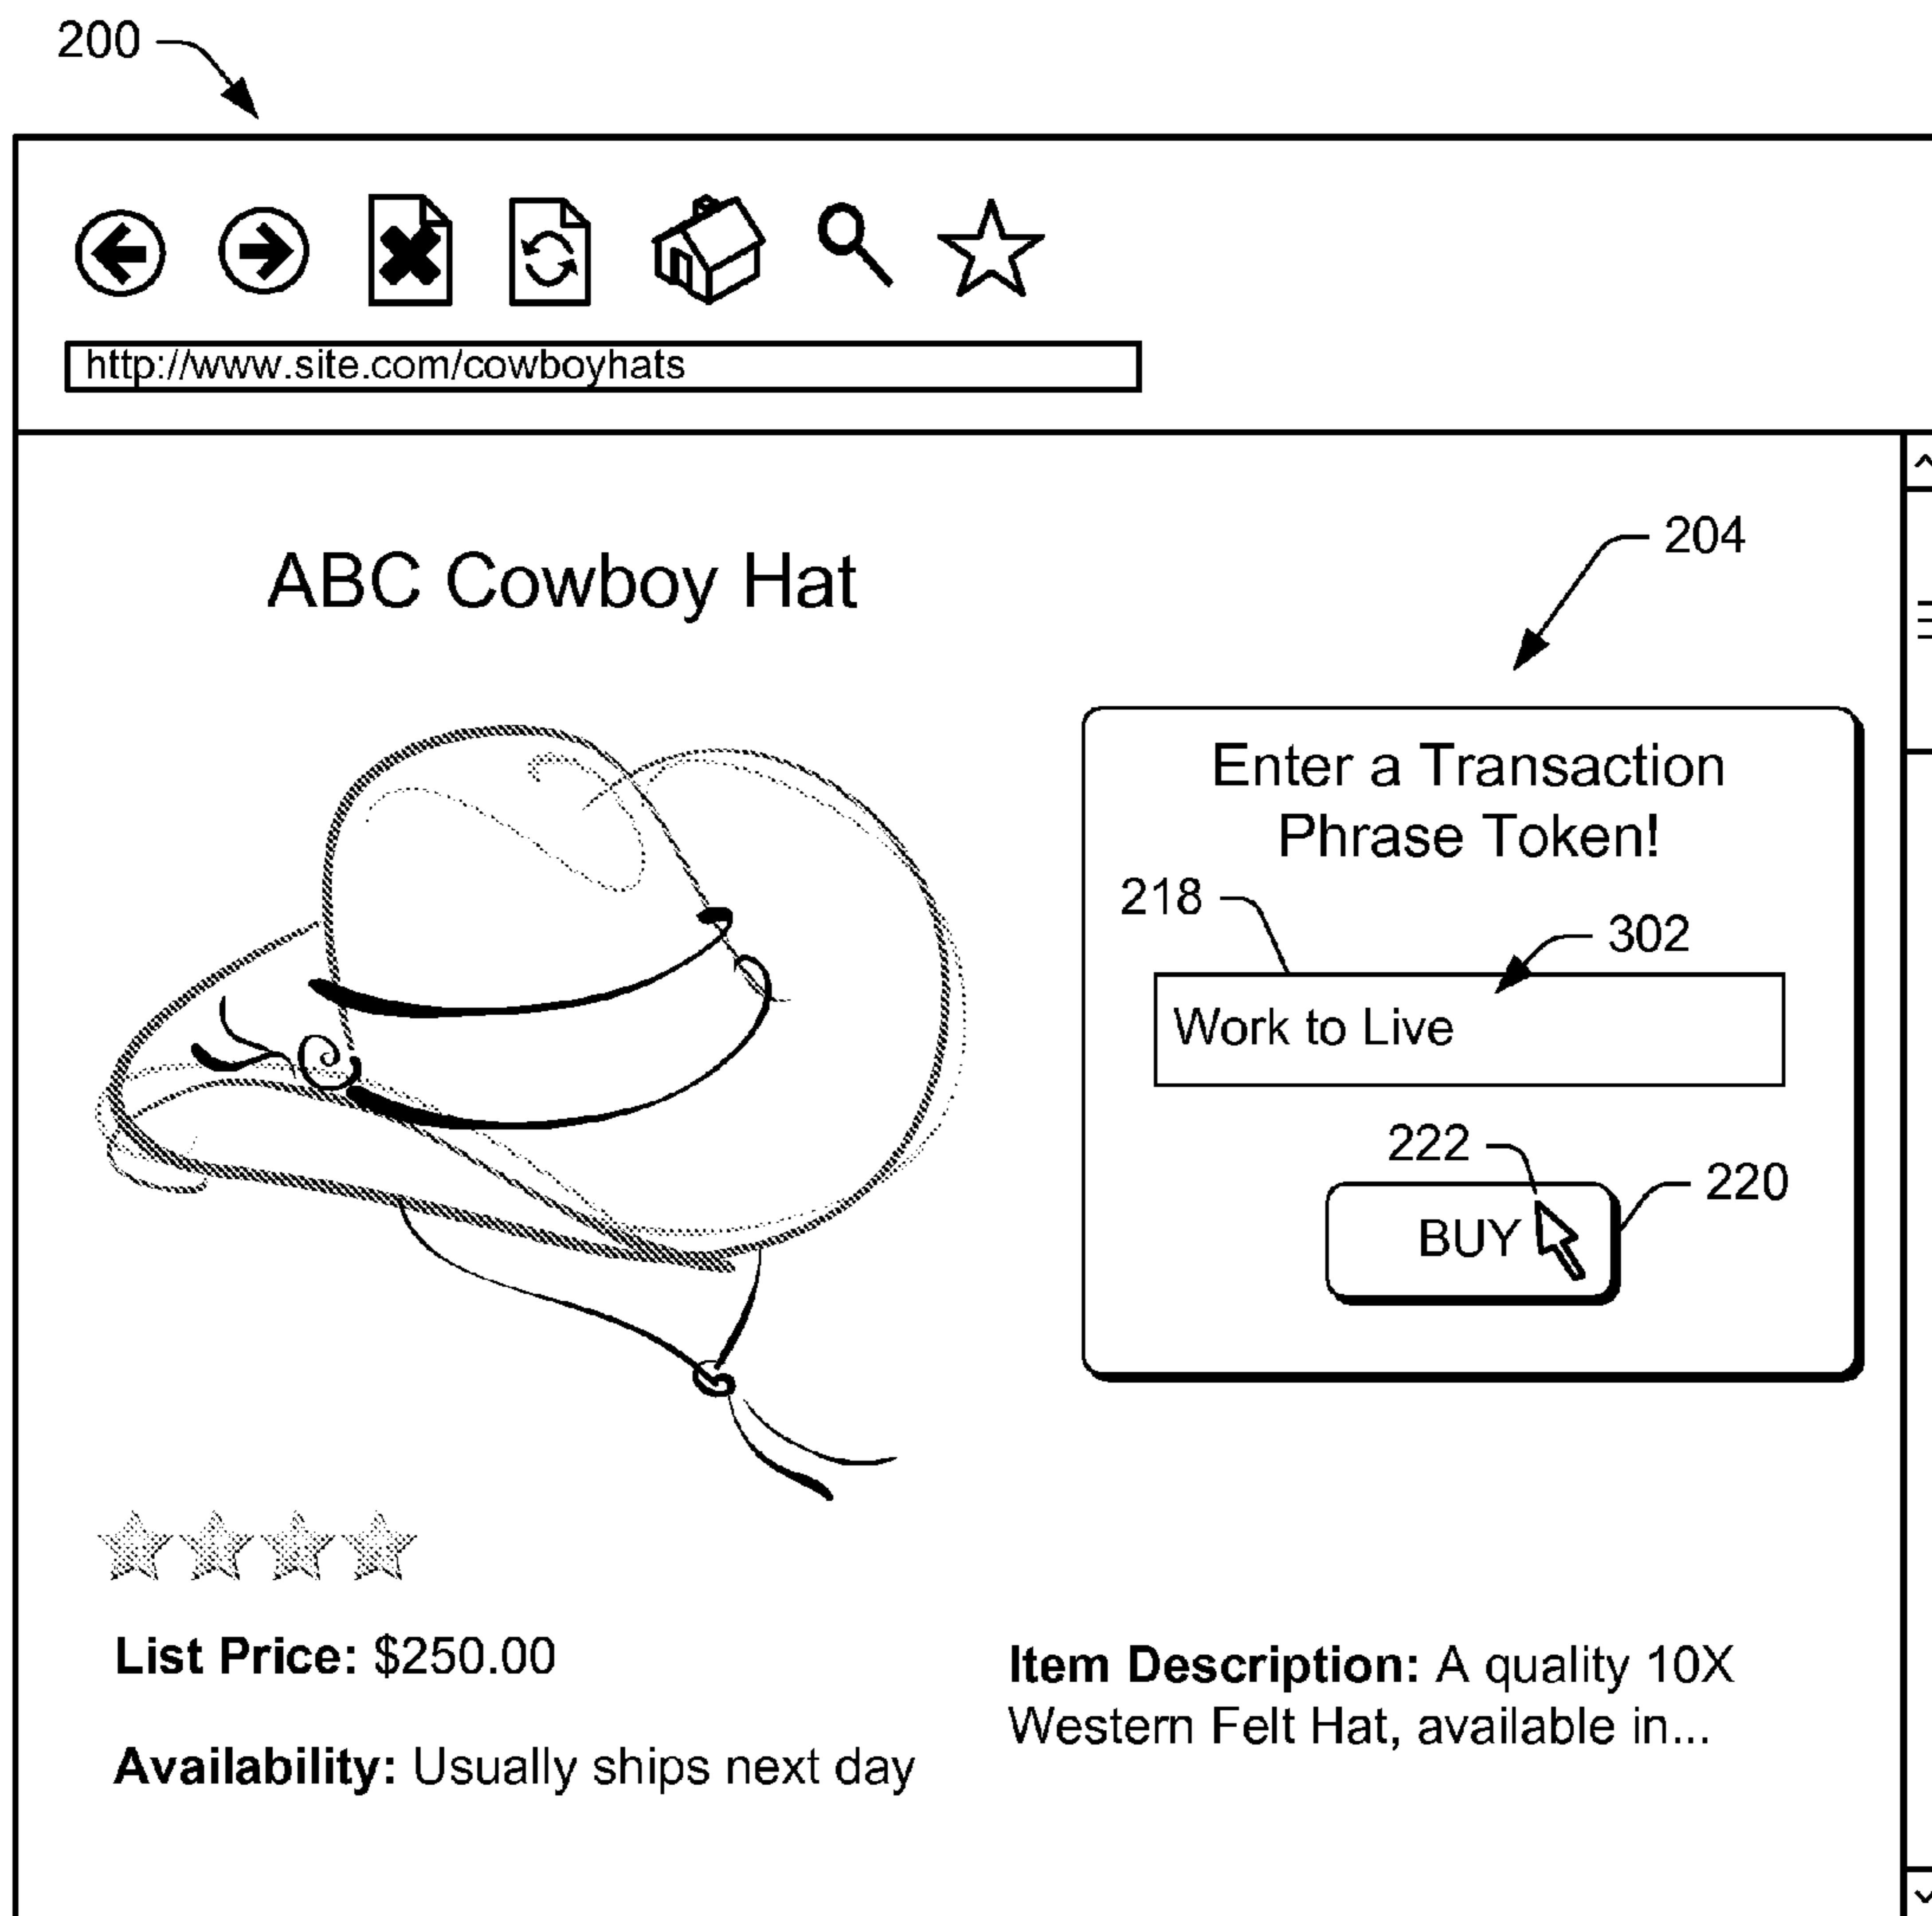 200
http://www.site.com/cowboyhats
204
ABC Cowboy Hat
Enter a Transaction
Phrase Token!
218
302
Work to Live
222
220
BUY
List Price: $250.00
Availability: Usually ships next day
Item Description: A quality 10X
Western Felt Hat, available in...